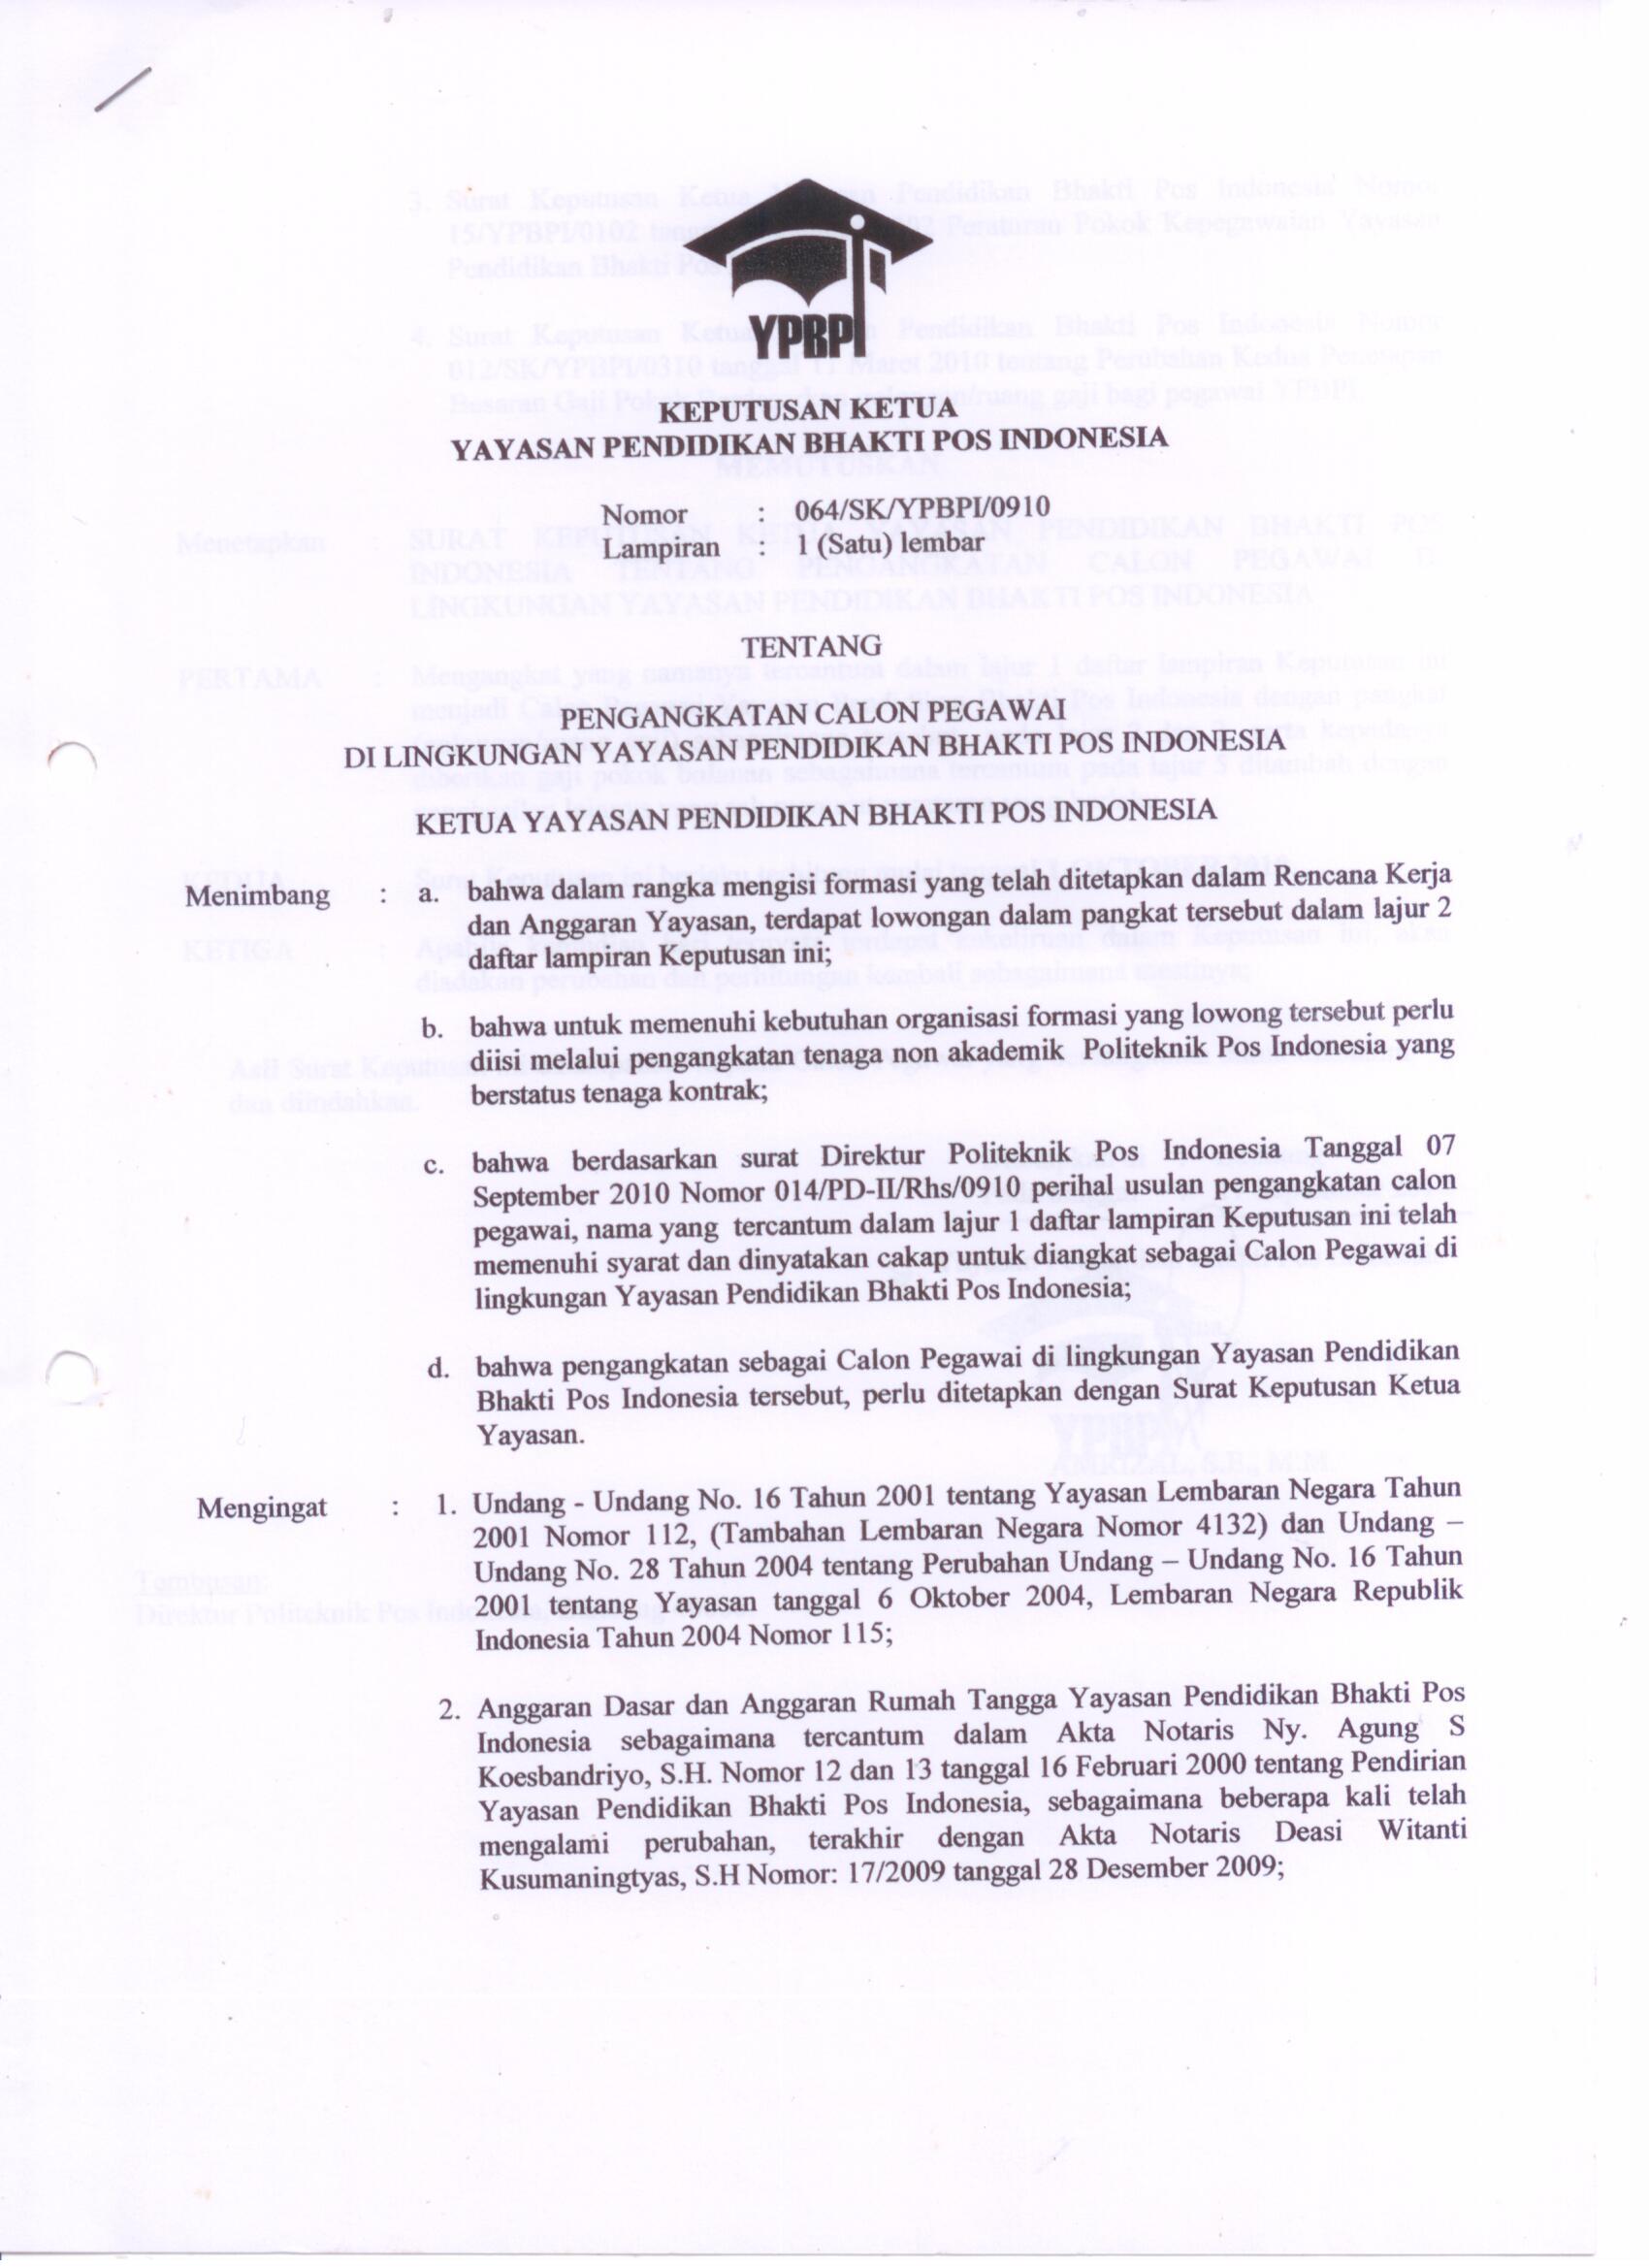 YPBPI
KEPUTUSAN KETUA
YAYASAN PENDIDIKAN BHAKTI POS INDONESIA
Nomor : 064/SK/YPBPI/0910
Lampiran : 1 (Satu) lembar
TENTANG
PENGANGKATAN CALON PEGAWAI
DI LINGKUNGAN YAYASAN PENDIDIKAN BHAKTI POS INDONESIA
KETUA YAYASAN PENDIDIKAN BHAKTI POS INDONESIA
Menimbang : a. bahwa dalam rangka mengisi formasi yang telah ditetapkan dalam Rencana Kerja
dan Anggaran Yayasan, terdapat lowongan dalam pangkat tersebut dalam lajur 2
daftar lampiran Keputusan ini;
b. bahwa untuk memenuhi kebutuhan organisasi formasi yang lowong tersebut perlu
diisi melalui pengangkatan tenaga non akademik Politeknik Pos Indonesia yang
berstatus tenaga kontrak;
c. bahwa berdasarkan surat Direktur Politeknik Pos Indonesia Tanggal 07
September 2010 Nomor 014/PD-II/Rhs/0910 perihal usulan pengangkatan calon
pegawai, nama yang tercantum dalam lajur 1 daftar lampiran Keputusan ini telah
memenuhi syarat dan dinyatakan cakap untuk diangkat sebagai Calon Pegawai di
lingkungan Yayasan Pendidikan Bhakti Pos Indonesia;
d. bahwa pengangkatan sebagai Calon Pegawai di lingkungan Yayasan Pendidikan
Bhakti Pos Indonesia tersebut, perlu ditetapkan dengan Surat Keputusan Ketua
Yayasan.
Mengingat : 1. Undang - Undang No. 16 Tahun 2001 tentang Yayasan Lembaran Negara Tahun
2001 Nomor 112, (Tambahan Lembaran Negara Nomor 4132) dan Undang –
Undang No. 28 Tahun 2004 tentang Perubahan Undang – Undang No. 16 Tahun
2001 tentang Yayasan tanggal 6 Oktober 2004, Lembaran Negara Republik
Indonesia Tahun 2004 Nomor 115;
2. Anggaran Dasar dan Anggaran Rumah Tangga Yayasan Pendidikan Bhakti Pos
Indonesia sebagaimana tercantum dalam Akta Notaris Ny. Agung S
Koesbandriyo, S.H. Nomor 12 dan 13 tanggal 16 Februari 2000 tentang Pendirian
Yayasan Pendidikan Bhakti Pos Indonesia, sebagaimana beberapa kali telah
mengalami perubahan, terakhir dengan Akta Notaris Deasi Witanti
Kusumaningtyas, S.H Nomor: 17/2009 tanggal 28 Desember 2009;